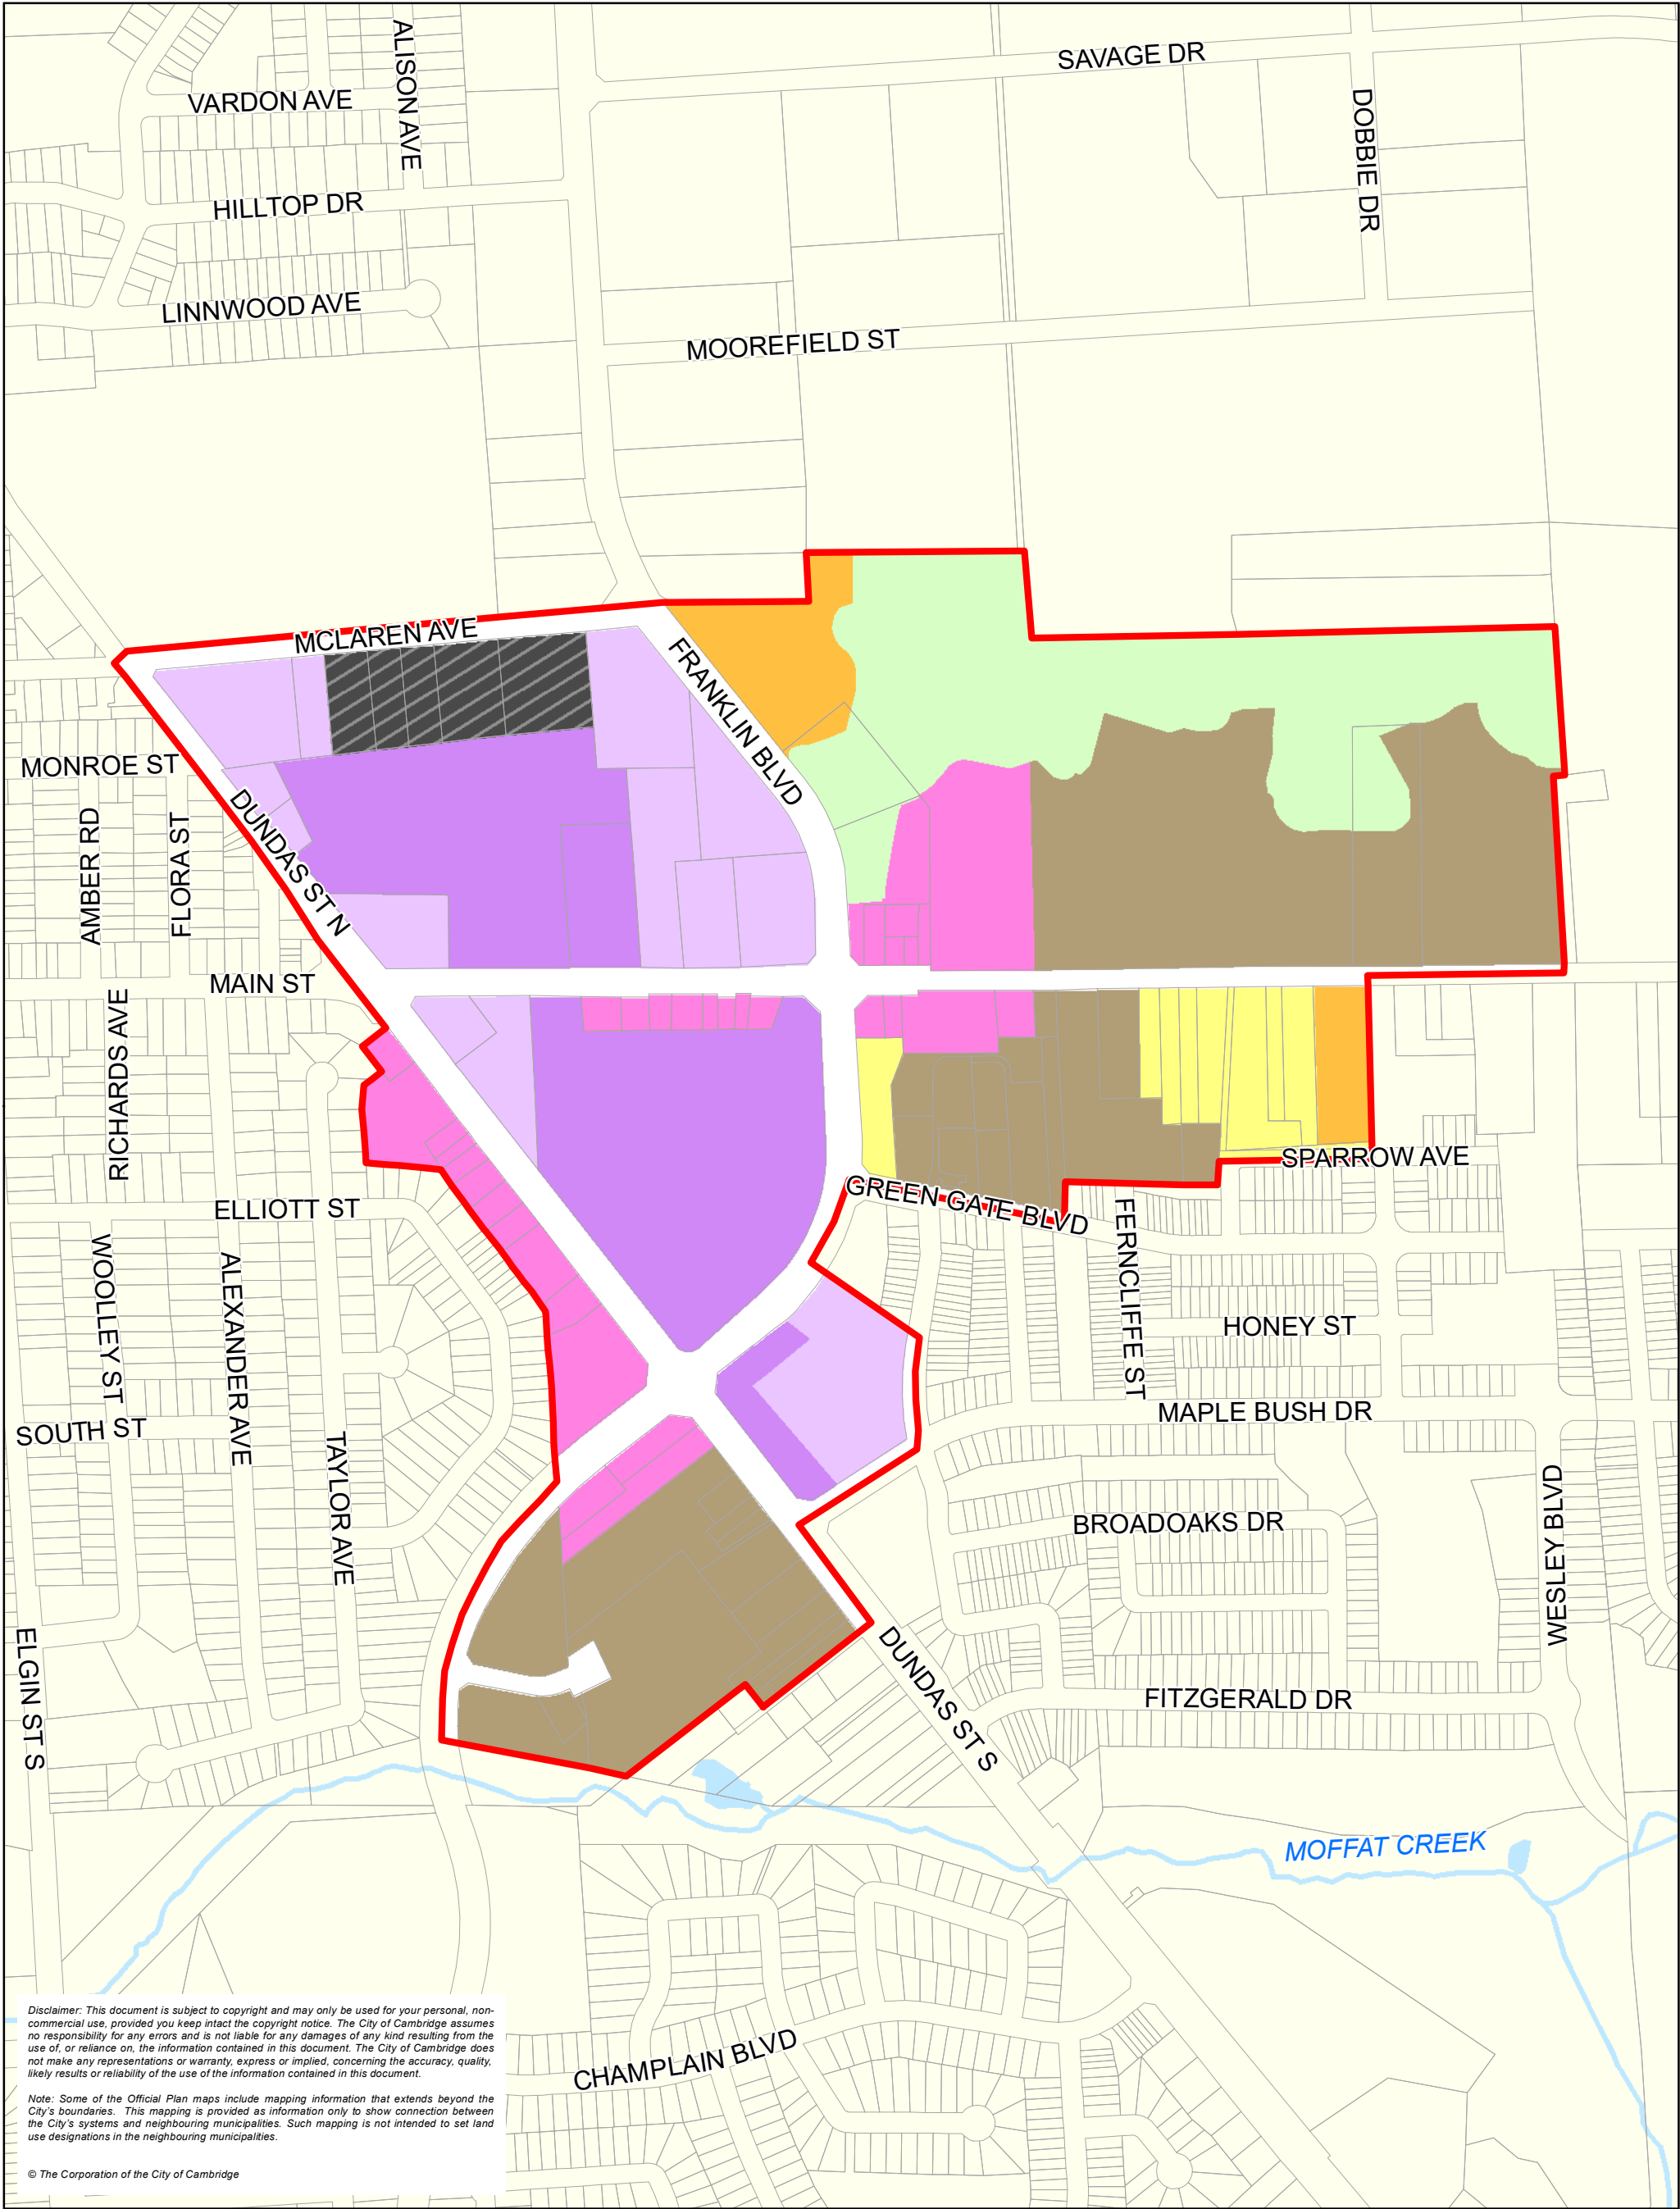 SAVAGE DR
ALISON AVE
VARDON AVE
DOBBIE DR
HILLTOP DR
LINNWOOD AVE
MOOREFIELD ST
MCLAREN AVE
FRANKLIN BLVD
MONROE ST
DUNDAS ST N
AMBER RD
FLORA ST
MAIN ST
RICHARDS AVE
SPARROW AVE
GREEN GATE BLVD
ELLIOTT ST
FERNCLIFFE ST
WOOLLEY ST
ALEXANDER AVE
HONEY ST
MAPLE BUSH DR
SOUTH ST
TAYLOR AVE
BROADOAKS DR
WESLEY BLVD
ELGIN ST S
DUNDAS ST S
FITZGERALD DR
MOFFAT CREEK
CHAMPLAIN BLVD
Disclaimer: This document is subject to copyright and may only be used for your personal, non-
commercial use, provided you keep intact the copyright notice. The City of Cambridge assumes
no responsibility for any errors and is not liable for any damages of any kind resulting from the
use of, or reliance on, the information contained in this document. The City of Cambridge does
not make any representations or warranty, express or implied, concerning the accuracy, quality,
likely results or reliability of the use of the information contained in this document.
Note: Some of the Official Plan maps include mapping information that extends beyond the
City's boundaries. This mapping is provided as information only to show connection between
the City's systems and neighbouring municipalities. Such mapping is not intended to set land
use designations in the neighbouring municipalities.
© The Corporation of the City of Cambridge